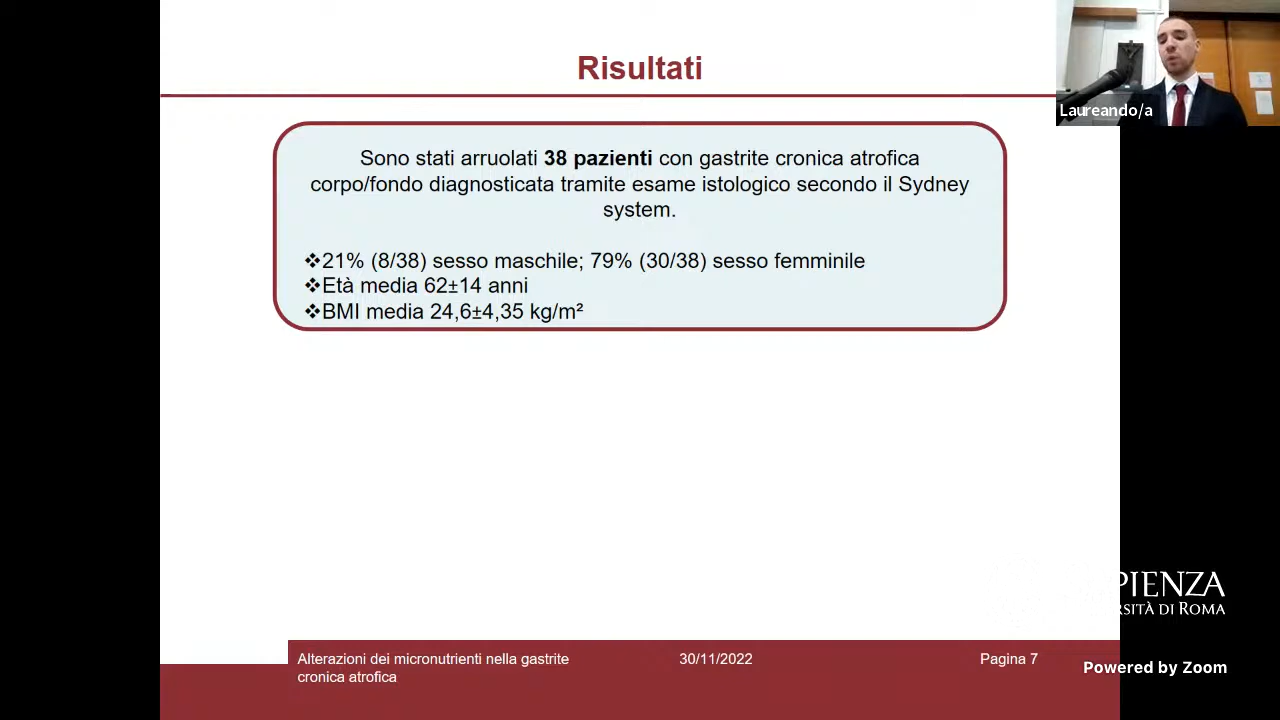 Risultati
Laureando/a
Sono stati arruolati 38 pazienti con gastrite cronica atrofica
corpo/fondo diagnosticata tramite esame istologico secondo il Sydney
system.
❖21% (8/38) sesso maschile; 79% (30/38) sesso femminile
❖Età media 62±14 anni
❖BMI media 24,6±4,35 kg/m²
PIENZA
RSITÀ DI ROMA
Alterazioni dei micronutrienti nella gastrite
cronica atrofica
30/11/2022
Pagina 7
Powered by Zoom